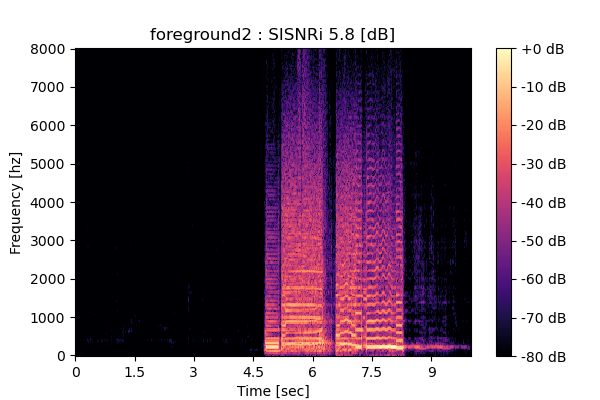 foreground2 : SISNRi 5.8 [dB]
8000
7000
6000
5000
4000
3000
2000
1000
0
Frequency [hz]
0 1.5 3 4.5 6 7.5 9
Time [sec]
+0 dB
-10 dB
-20 dB
-30 dB
-40 dB
-50 dB
-60 dB
-70 dB
-80 dB